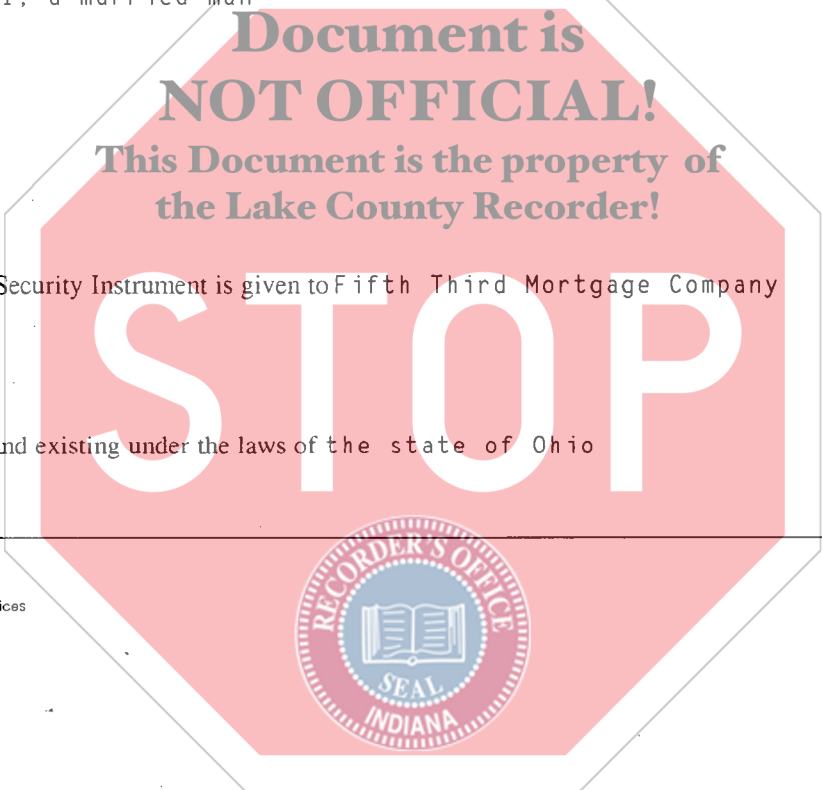 a married man
Document is
NOT OFFICIAL!
This Document is the property of
the Lake County Recorder!
Security Instrument is given to Fifth Third Mortgage Company
STOP
nd existing under the laws of the state of Ohio
RECORDER'S OFFICE
ices
SEAL
INDIANA